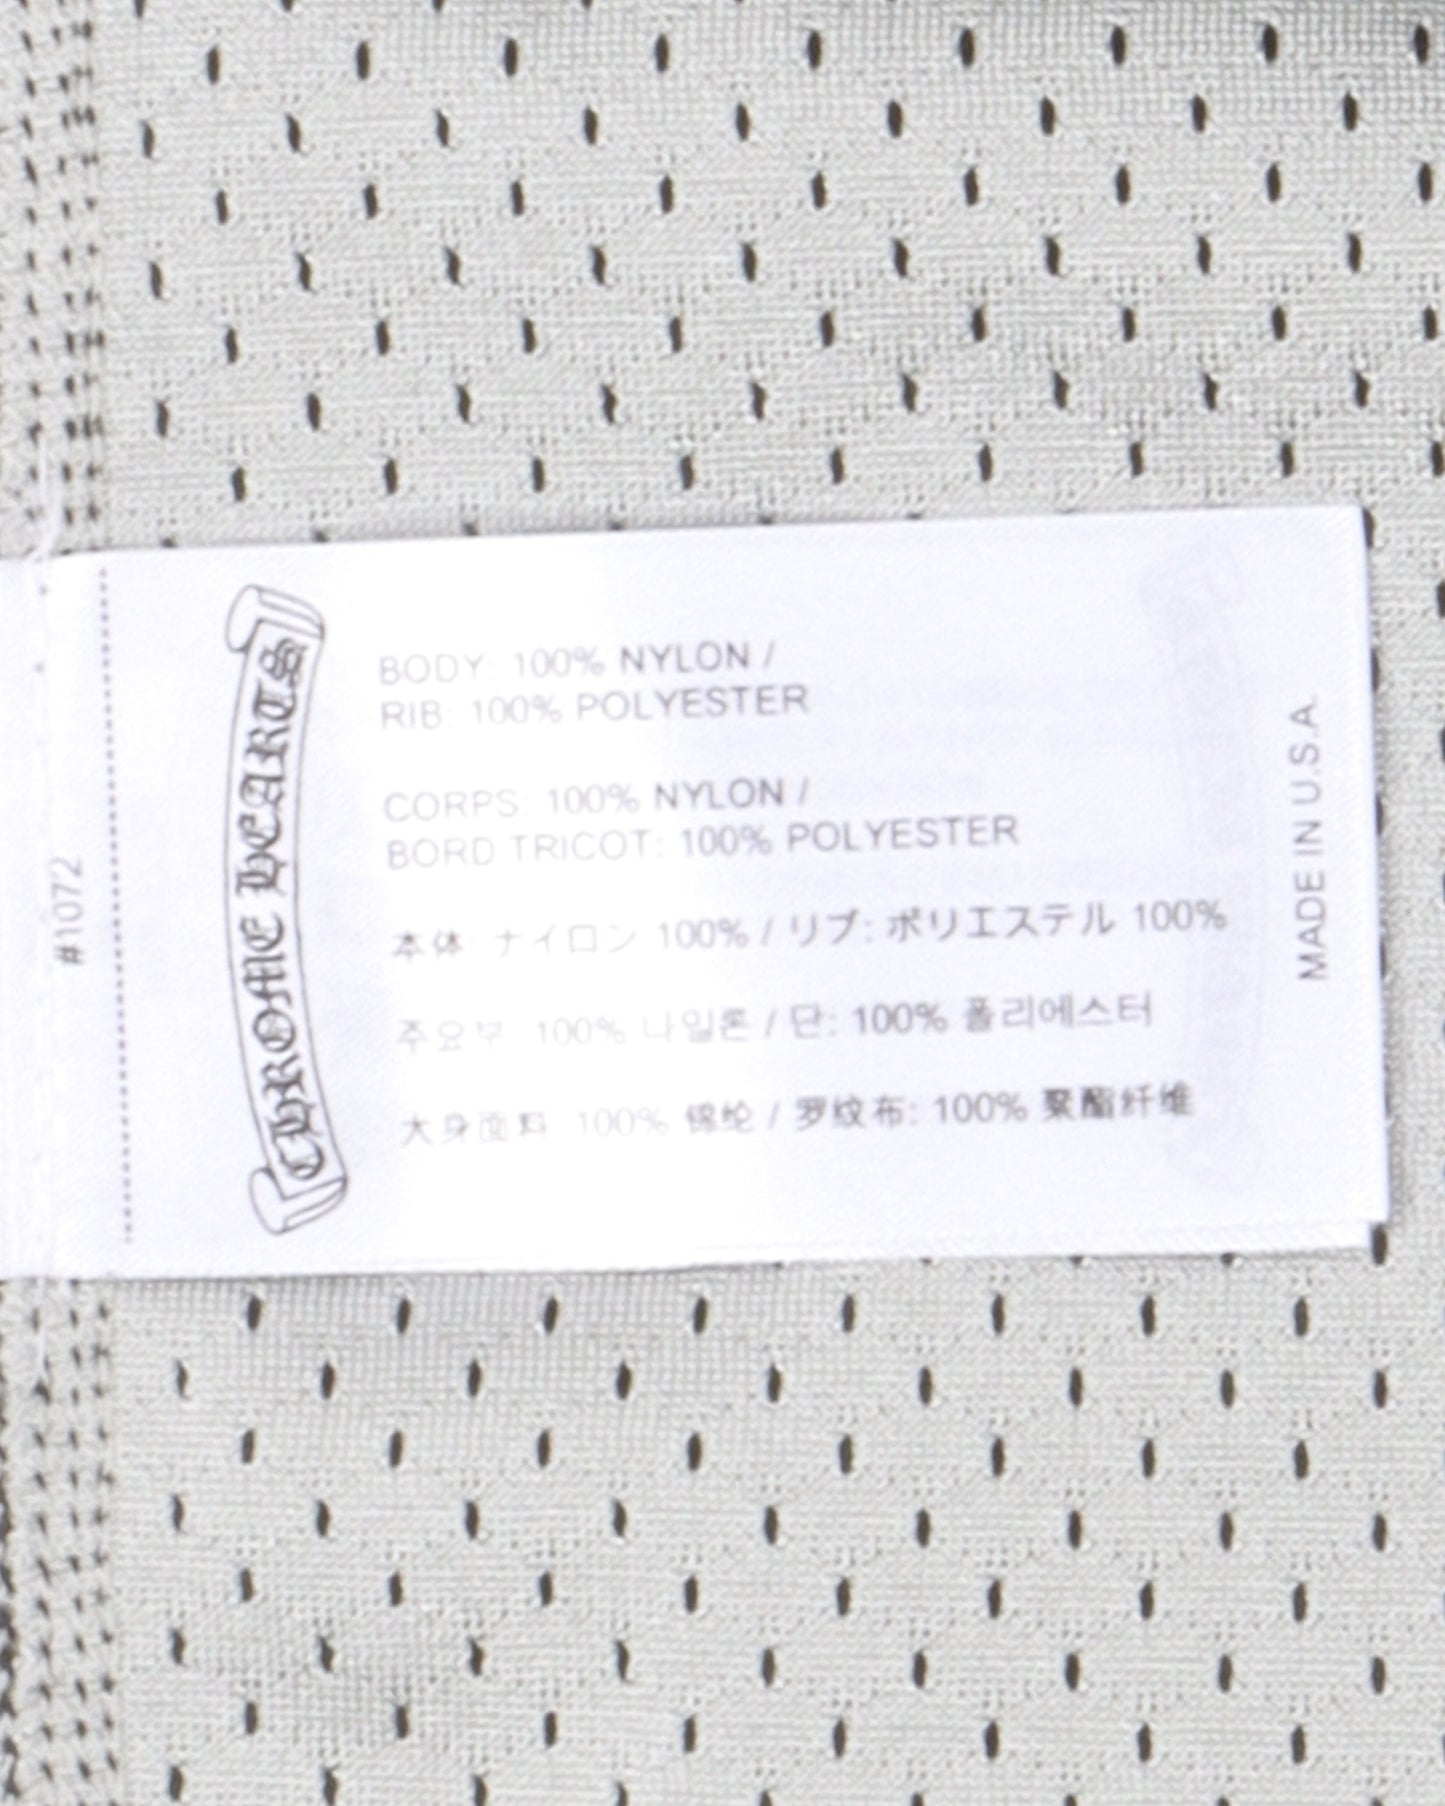 #1072
CHROME HEARTS
BODY: 100% NYLON /
RIB: 100% POLYESTER
CORPS: 100% NYLON /
BORD TRICOT: 100% POLYESTER
本体: ナイロン 100% / リブ: ポリエステル 100%
주요부: 100% 나일론 / 단: 100% 폴리에스터
大身面料: 100% 锦纶 / 罗纹布: 100% 聚酯纤维
MADE IN U.S.A.